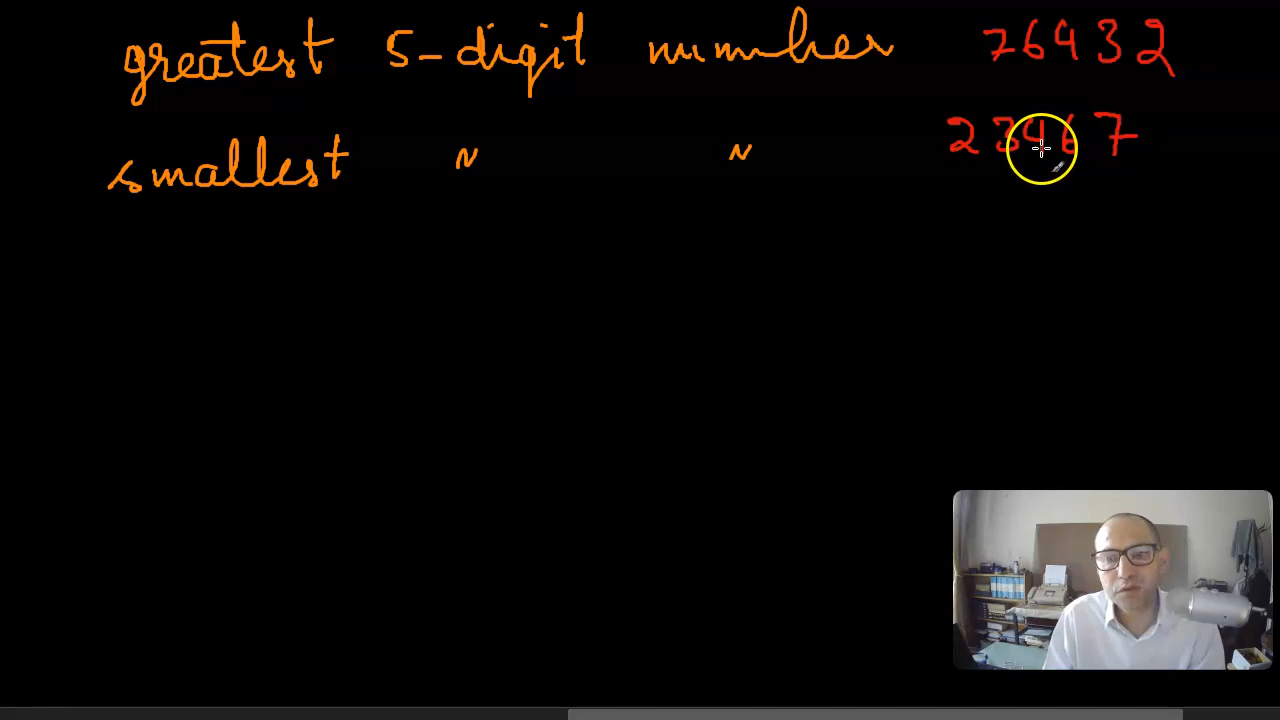 greatest 5-digit number 76432
smallest " " 23467